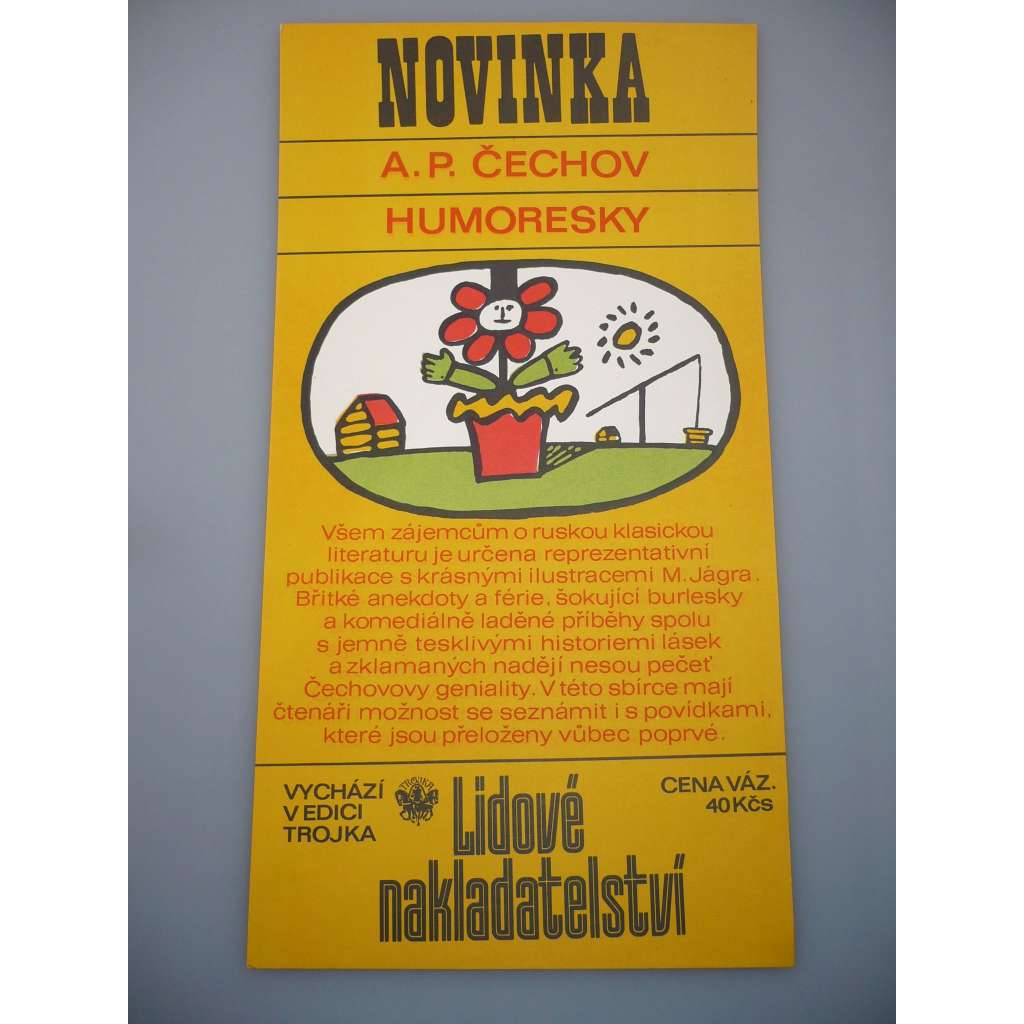 NOVINKA
A.P. ČECHOV
HUMORESKY
Všem zájemcům o ruskou klasickou
literaturu je určena reprezentativní
publikace s krásnými ilustracemi M. Jágra.
Břitké anekdoty a férie, šokující burlesky
a komediálně laděné příběhy spolu
s jemně tesklivými historiemi lásek
a zklamaných nadějí nesou pečeť
Čechovovy geniality. V této sbírce mají
čtenáři možnost se seznámit i s povídkami,
které jsou přeloženy vůbec poprvé.
VYCHÁZÍ
V EDICI
TROJKA
TROJKA
Lidové
nakladatelství
CENA VÁZ.
40 Kčs